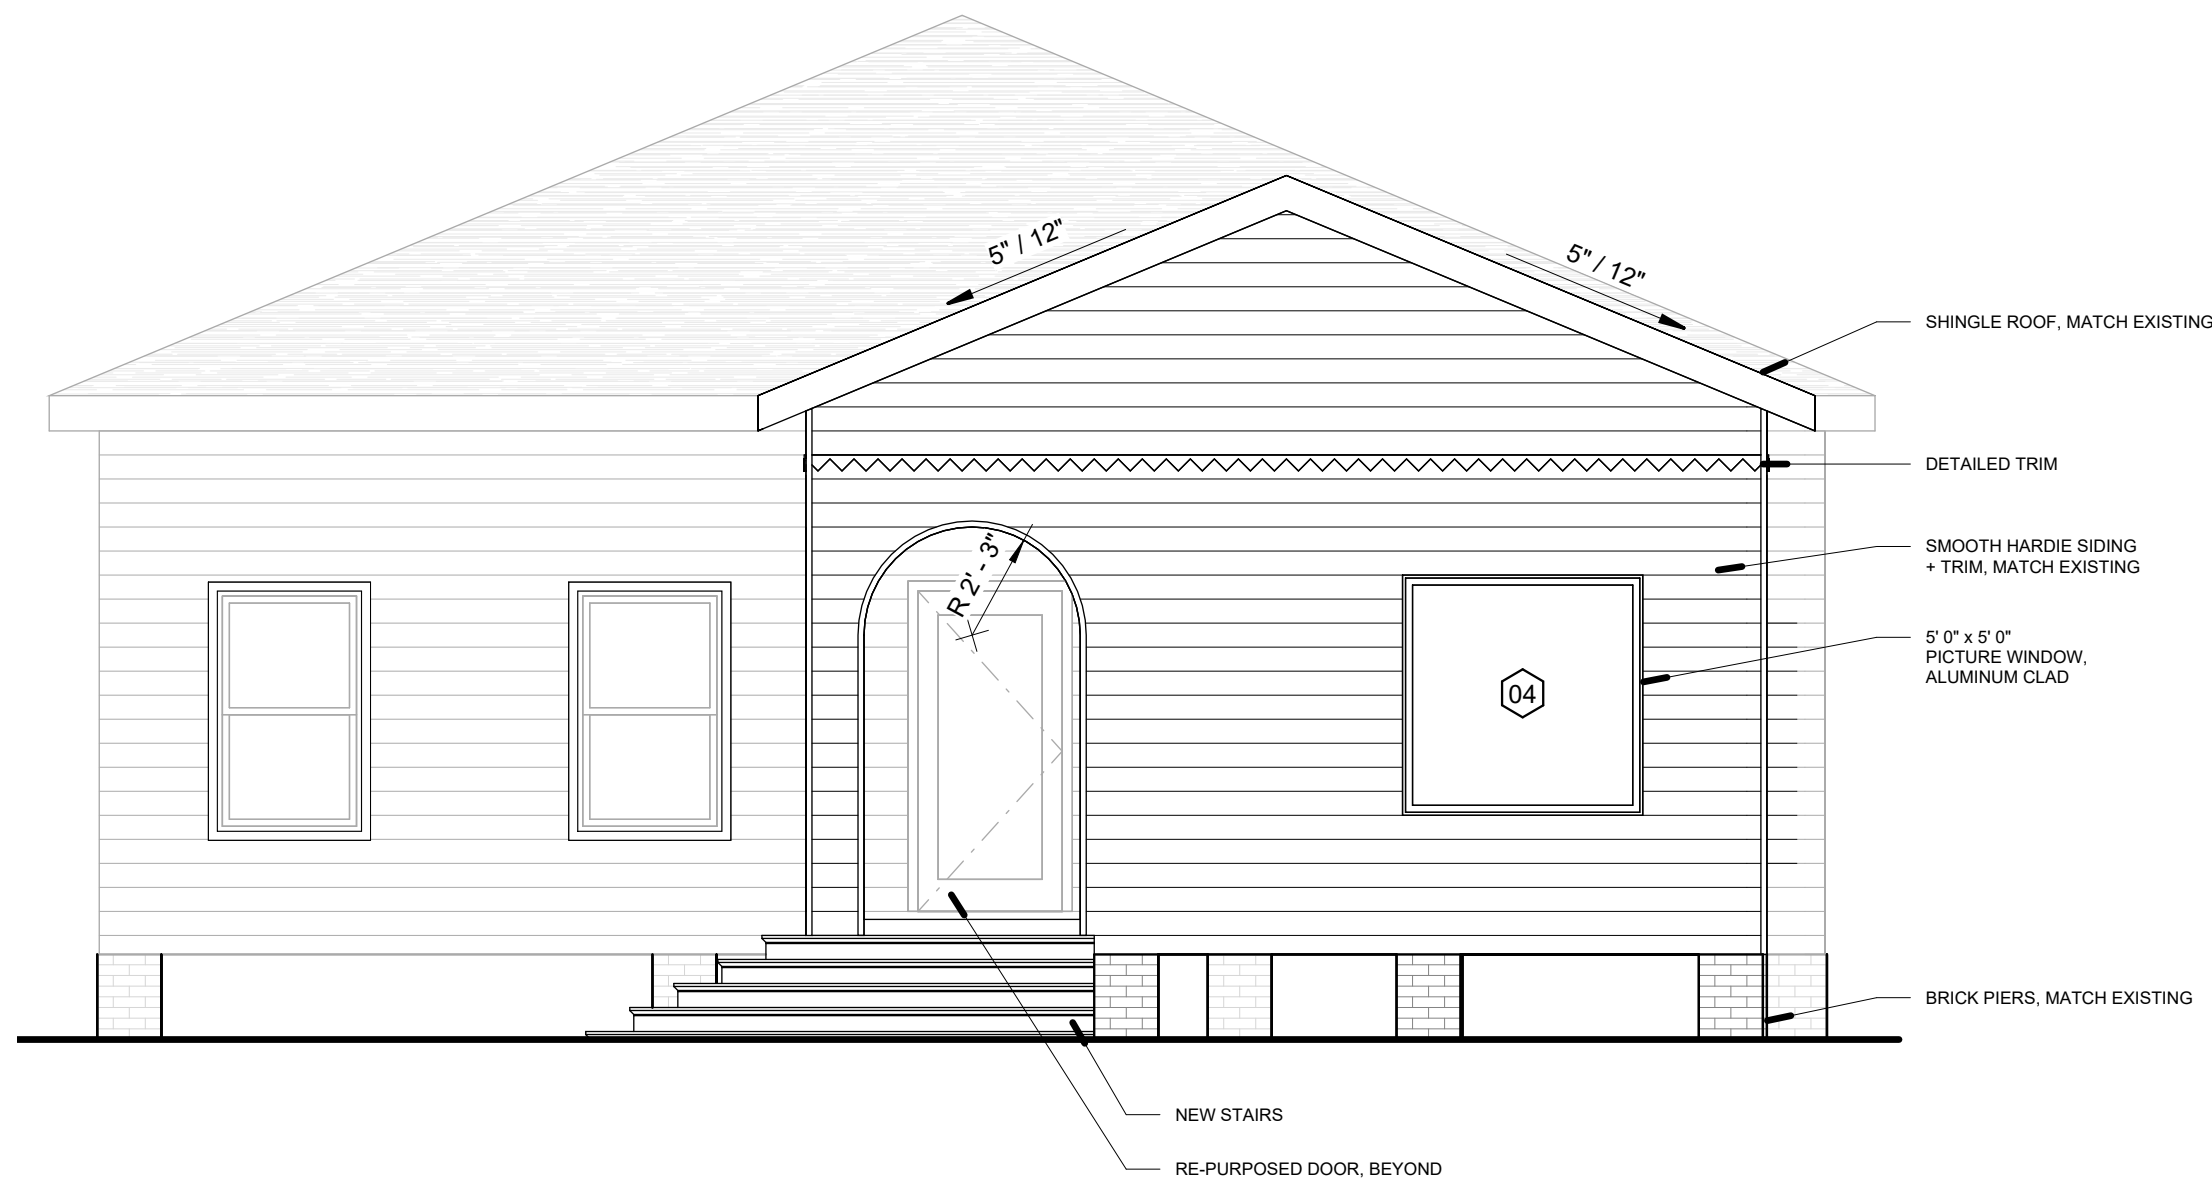 5" / 12"
5" / 12"
SHINGLE ROOF, MATCH EXISTING
DETAILED TRIM
R 2' - 3"
SMOOTH HARDIE SIDING
+ TRIM, MATCH EXISTING
5' 0" x 5' 0"
PICTURE WINDOW,
ALUMINUM CLAD
04
BRICK PIERS, MATCH EXISTING
NEW STAIRS
RE-PURPOSED DOOR, BEYOND